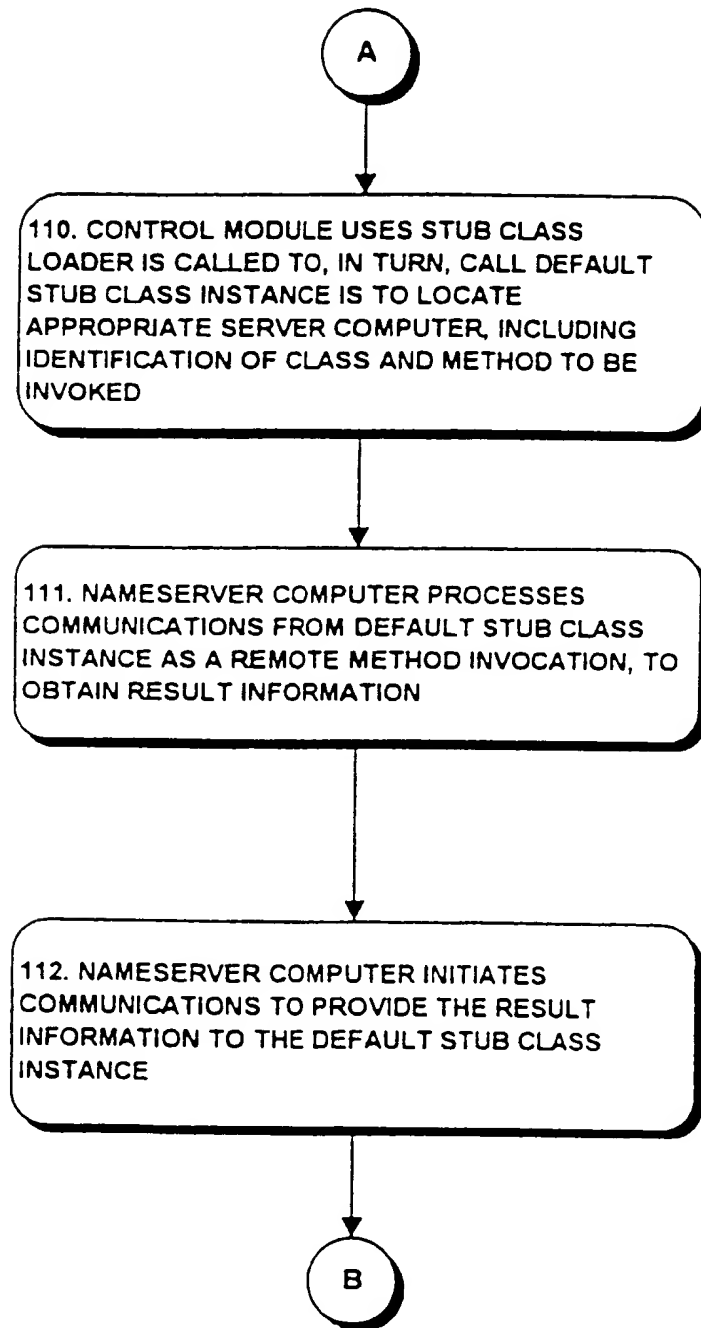 A
110. CONTROL MODULE USES STUB CLASS
LOADER IS CALLED TO, IN TURN, CALL DEFAULT
STUB CLASS INSTANCE IS TO LOCATE
APPROPRIATE SERVER COMPUTER, INCLUDING
IDENTIFICATION OF CLASS AND METHOD TO BE
INVOKED
111. NAMESERVER COMPUTER PROCESSES
COMMUNICATIONS FROM DEFAULT STUB CLASS
INSTANCE AS A REMOTE METHOD INVOCATION, TO
OBTAIN RESULT INFORMATION
112. NAMESERVER COMPUTER INITIATES
COMMUNICATIONS TO PROVIDE THE RESULT
INFORMATION TO THE DEFAULT STUB CLASS
INSTANCE
B